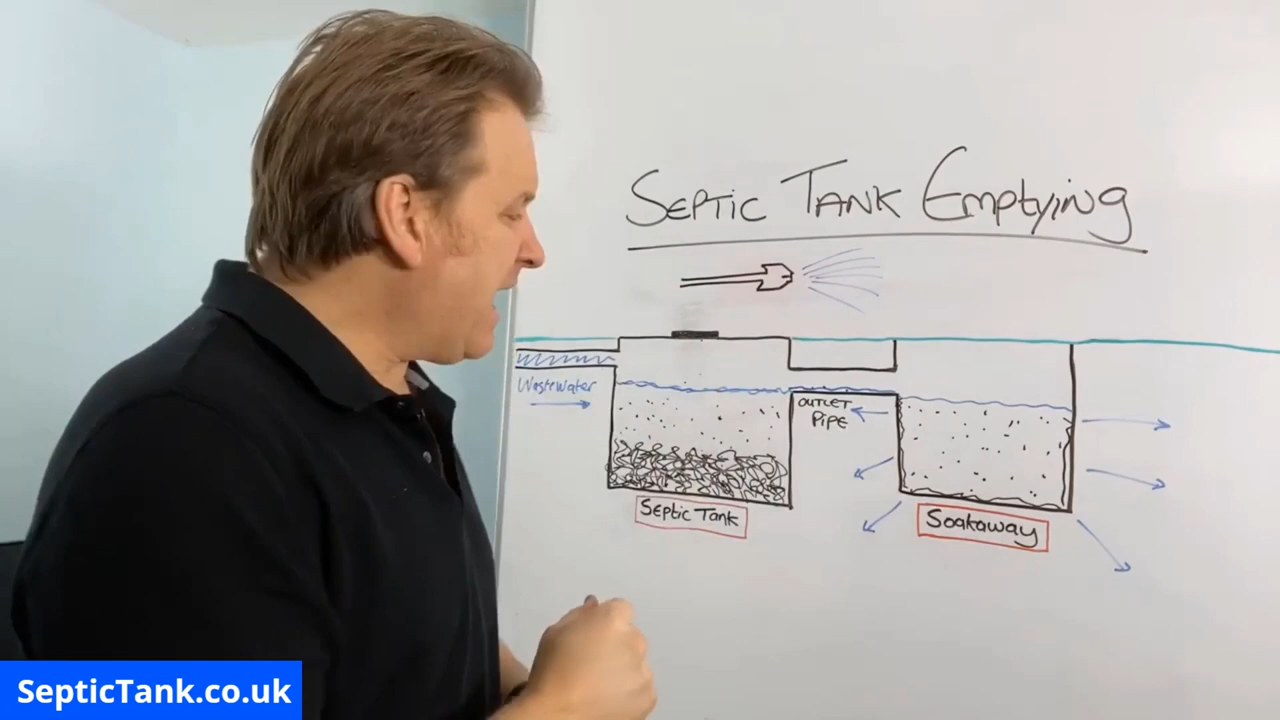 SEPTIC TANK EMPTYING
WasteWater
OUTLET
PIPE
SEPTIC TANK
Soakaway
SepticTank.co.uk